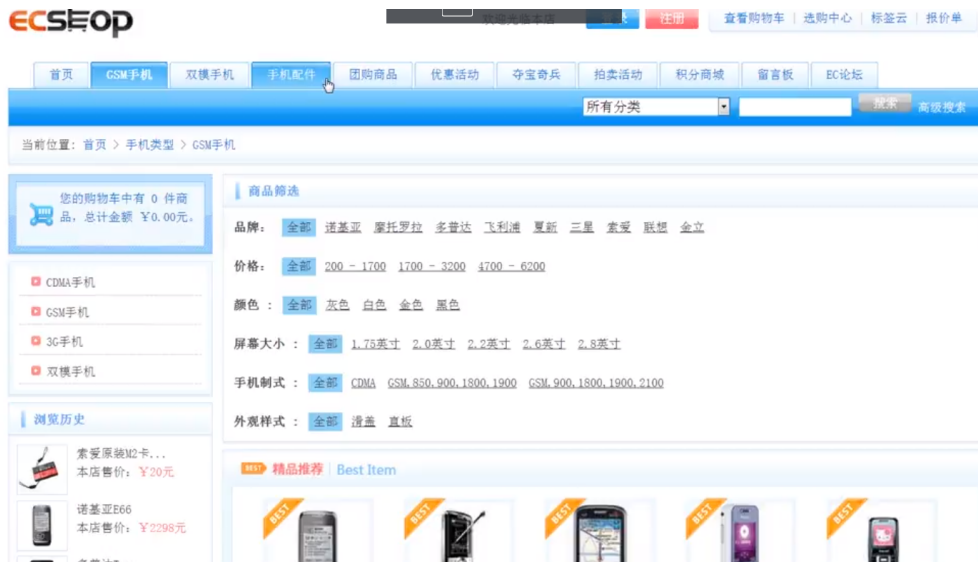 ECSHOP
欢迎光临本店
登录 注册 查看购物车 | 选购中心 | 标签云 | 报价单
首页 GSM手机 双模手机 手机配件 团购商品 优惠活动 夺宝奇兵 拍卖活动 积分商城 留言板 EC论坛
所有分类 搜索 高级搜索
当前位置: 首页 > 手机类型 > GSM手机
您的购物车中有 0 件商
品，总计金额 ￥0.00元。
CDMA手机
GSM手机
3G手机
双模手机
浏览历史
索爱原装M2卡...
本店售价：￥20元
诺基亚E66
本店售价：￥2298元
商品筛选
品牌： 全部 诺基亚 摩托罗拉 多普达 飞利浦 夏新 三星 索爱 联想 金立
价格： 全部 200 - 1700 1700 - 3200 4700 - 6200
颜色 ： 全部 灰色 白色 金色 黑色
屏幕大小 ： 全部 1.75英寸 2.0英寸 2.2英寸 2.6英寸 2.8英寸
手机制式 ： 全部 CDMA GSM,850,900,1800,1900 GSM,900,1800,1900,2100
外观样式 ： 全部 滑盖 直板
BEST 精品推荐 | Best Item
BEST BEST BEST BEST BEST